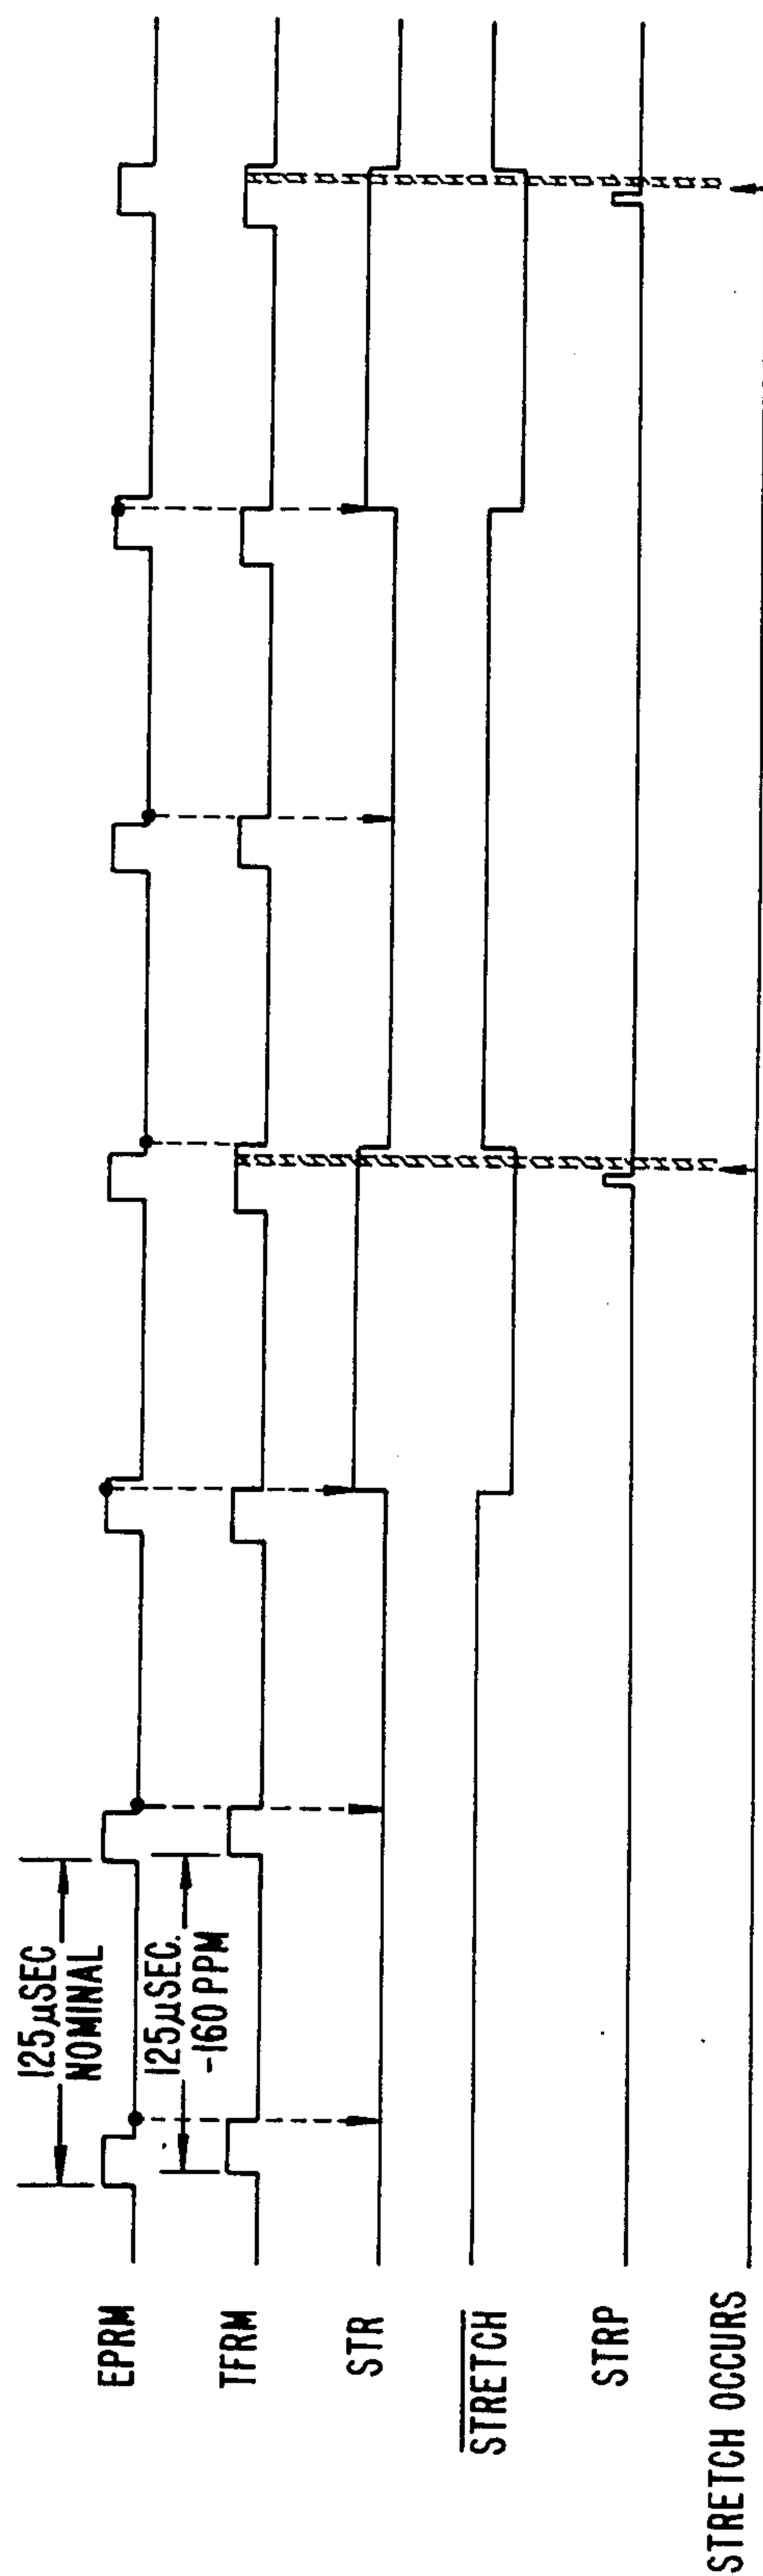 125μSEC
NOMINAL
125μSEC.
-160 PPM
EPRM
TFRM
STR
STRETCH
STRP
STRETCH OCCURS